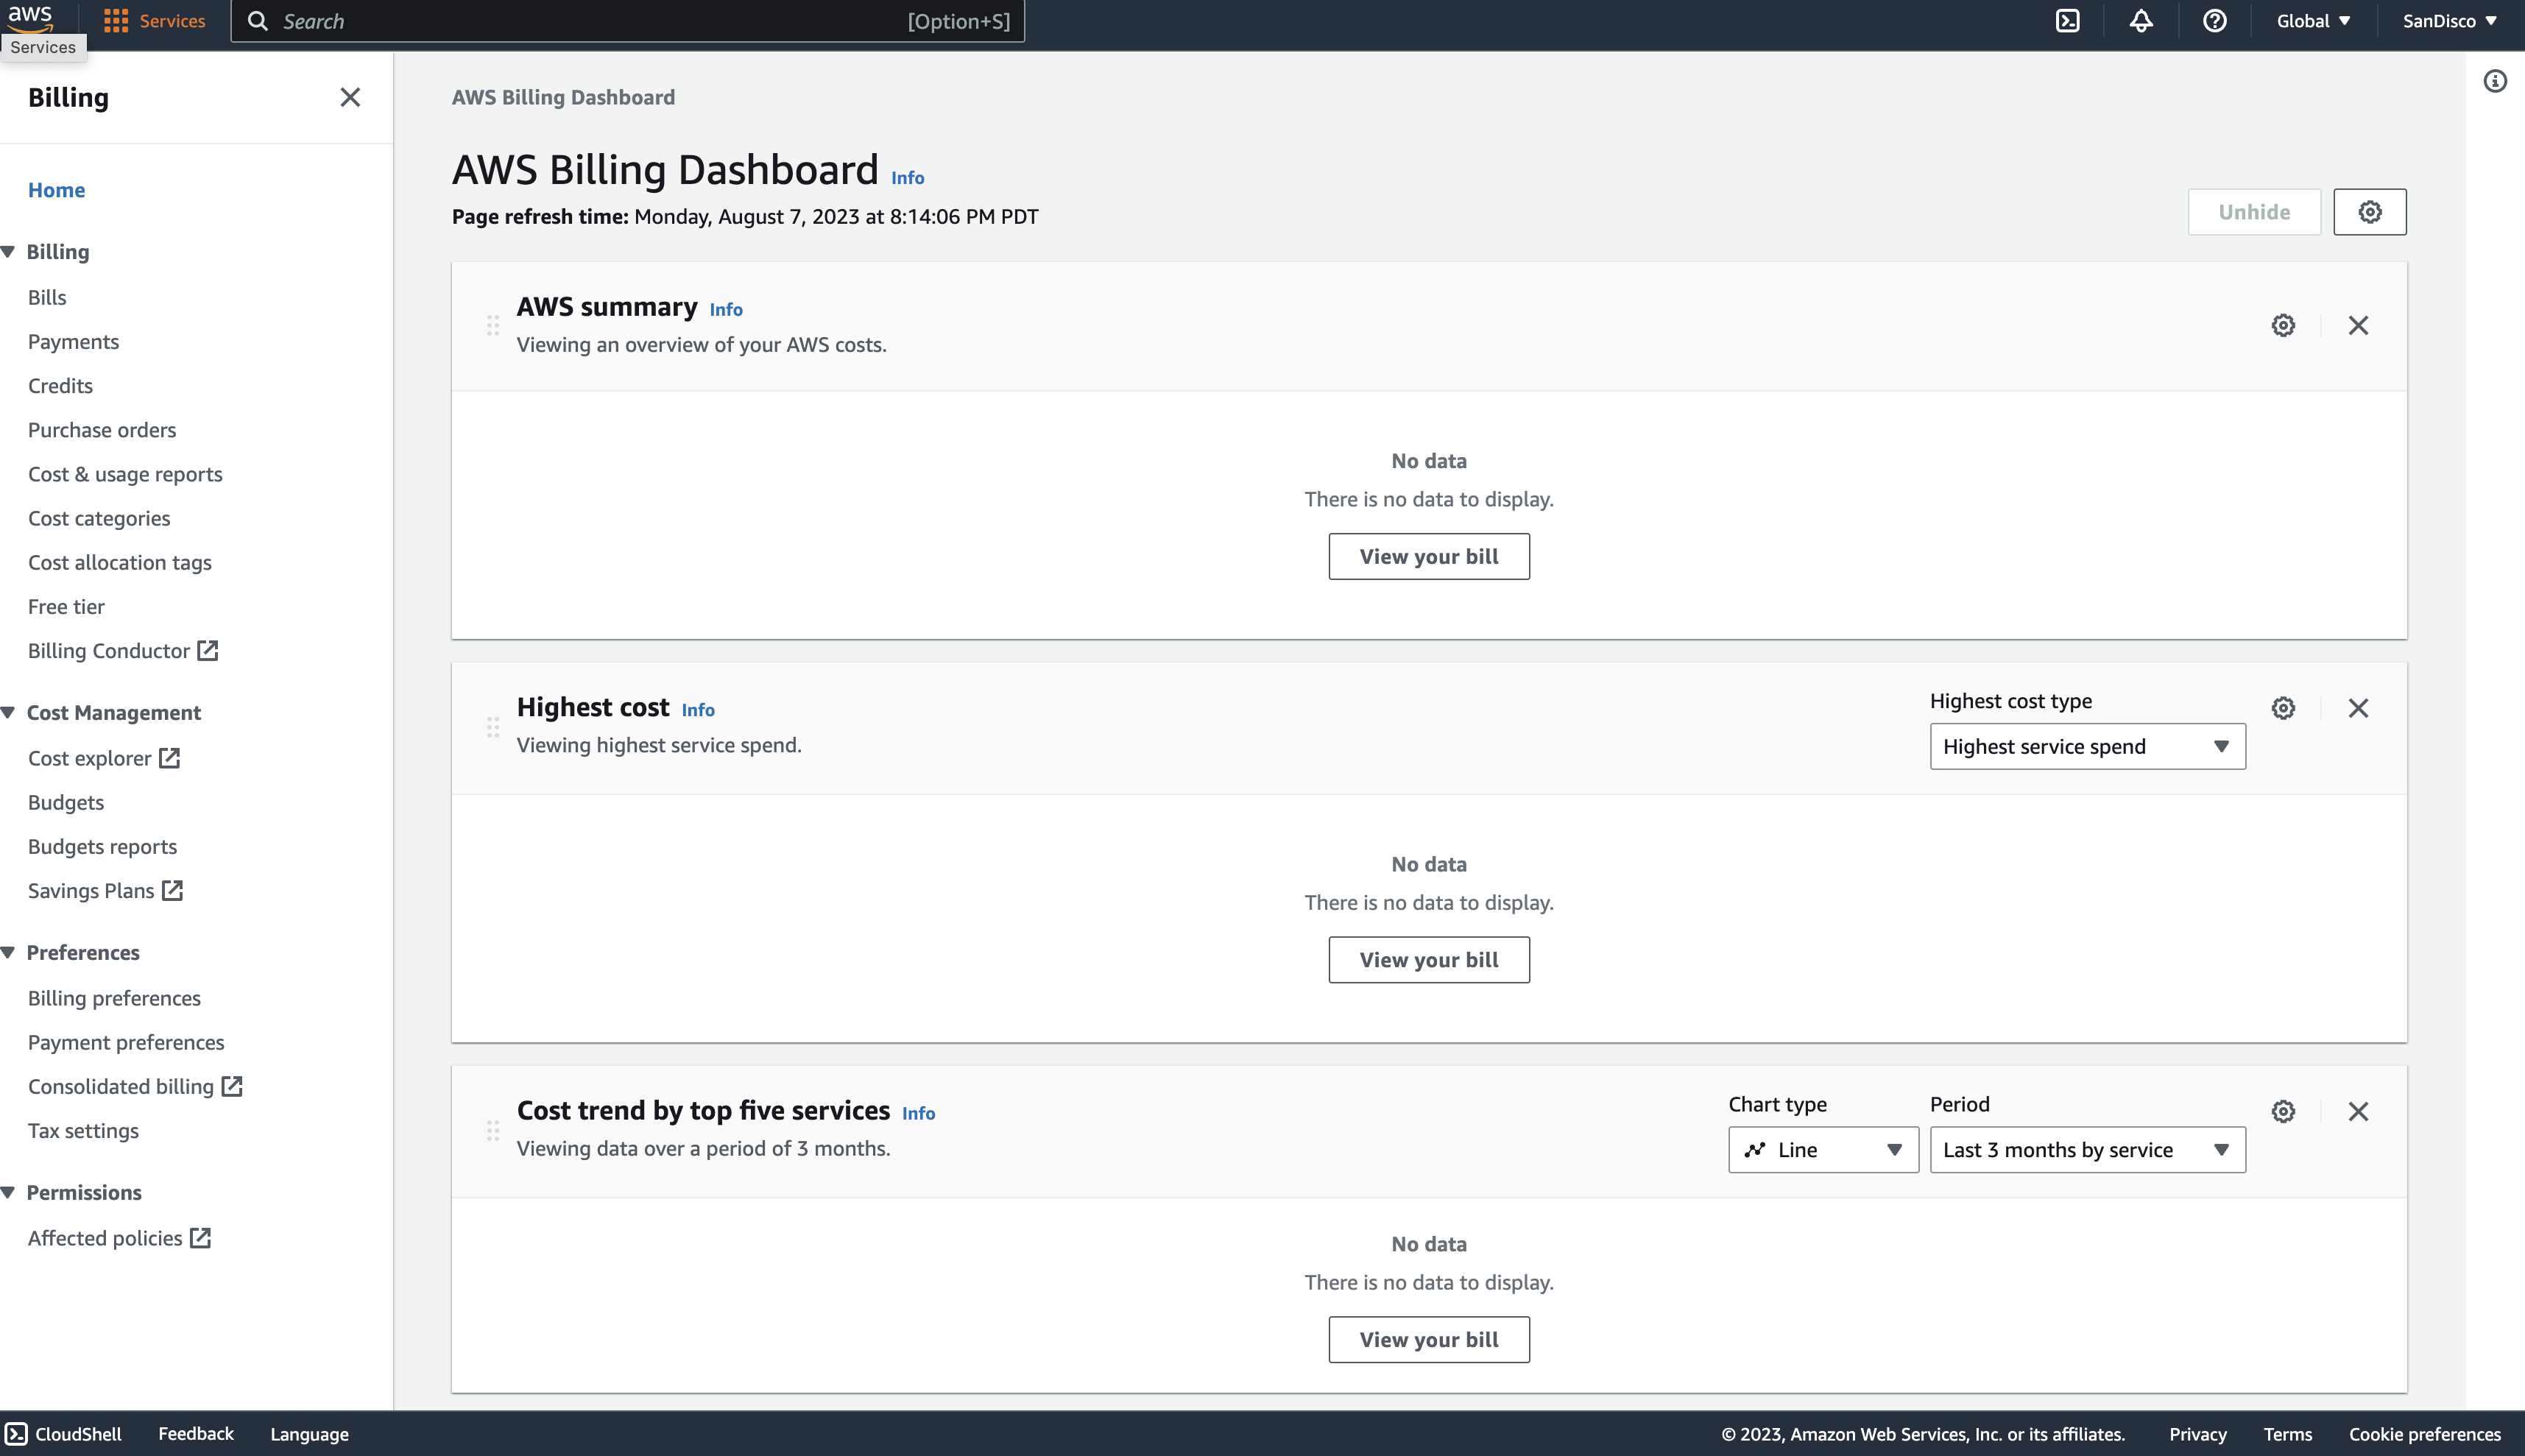 aws
Services
Search
[Option+S]
Global
SanDisco
Services
Billing
Home
Billing
Bills
Payments
Credits
Purchase orders
Cost & usage reports
Cost categories
Cost allocation tags
Free tier
Billing Conductor
Cost Management
Cost explorer
Budgets
Budgets reports
Savings Plans
Preferences
Billing preferences
Payment preferences
Consolidated billing
Tax settings
Permissions
Affected policies
AWS Billing Dashboard
AWS Billing Dashboard Info
Page refresh time: Monday, August 7, 2023 at 8:14:06 PM PDT
Unhide
AWS summary Info
Viewing an overview of your AWS costs.
No data
There is no data to display.
View your bill
Highest cost Info
Viewing highest service spend.
Highest cost type
Highest service spend
No data
There is no data to display.
View your bill
Cost trend by top five services Info
Viewing data over a period of 3 months.
Chart type
Line
Period
Last 3 months by service
No data
There is no data to display.
View your bill
CloudShell
Feedback
Language
© 2023, Amazon Web Services, Inc. or its affiliates.
Privacy
Terms
Cookie preferences